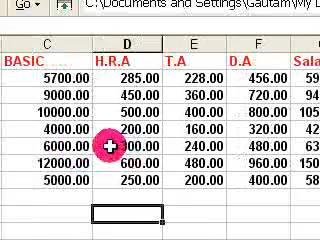 Go C:\Documents and Settings\Gautam\My D
C D E F
BASIC H.R.A T.A D.A Sala
5700.00 285.00 228.00 456.00 59
9000.00 450.00 360.00 720.00 94
10000.00 500.00 400.00 800.00 105
4000.00 200.00 160.00 320.00 42
6000.00 300.00 240.00 480.00 63
12000.00 600.00 480.00 960.00 150
5000.00 250.00 200.00 400.00 58